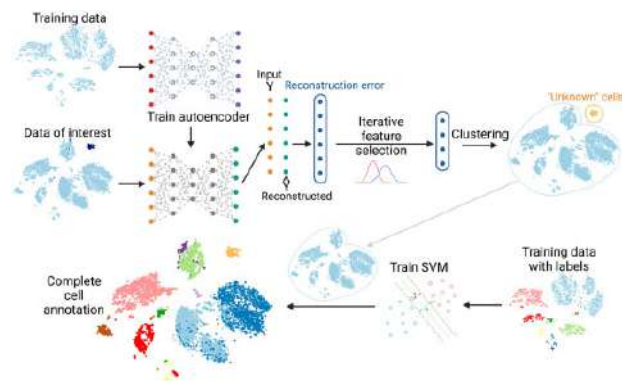 Training data
Train autoencoder
Data of interest
Input
Reconstructed
Reconstruction error
Iterative
feature
selection
Clustering
"Unknown" cells
Training data
with labels
Train SVM
Complete
cell
annotation